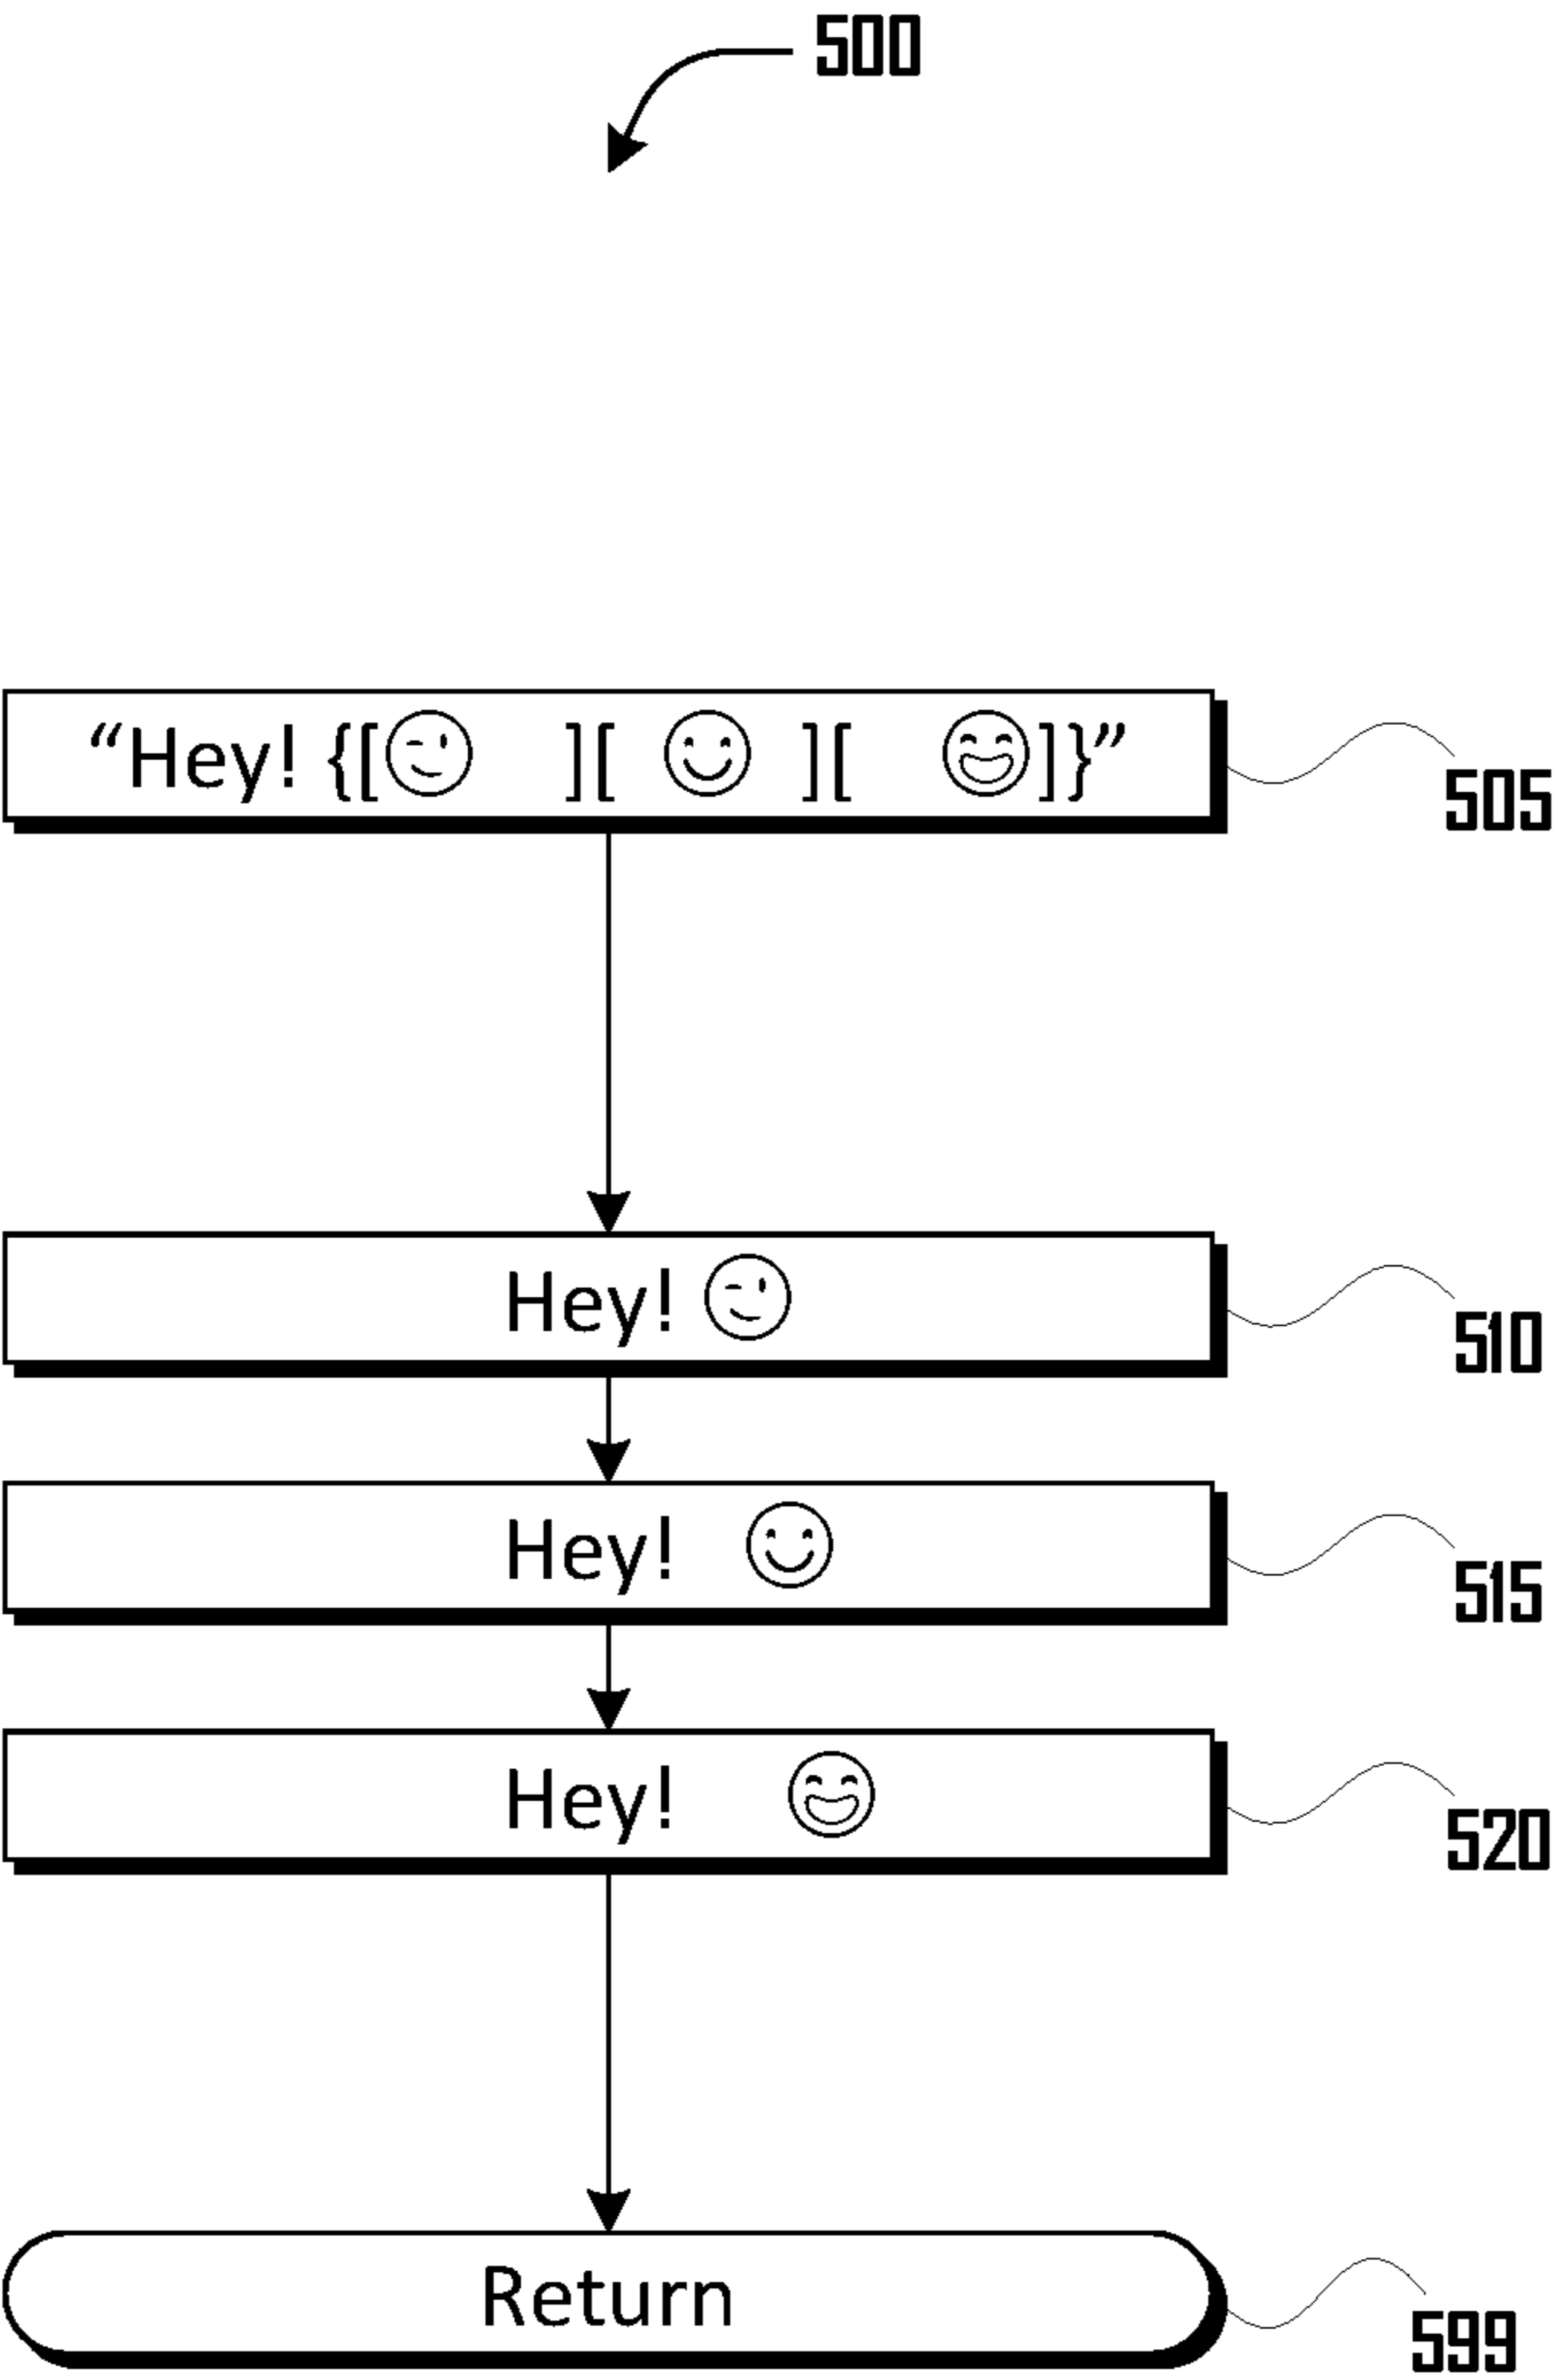 500
“Hey! {[😉 ][ 😊 ][ 😄]}”
505
Hey! 😉
510
Hey! 😊
515
Hey! 😄
520
Return
599